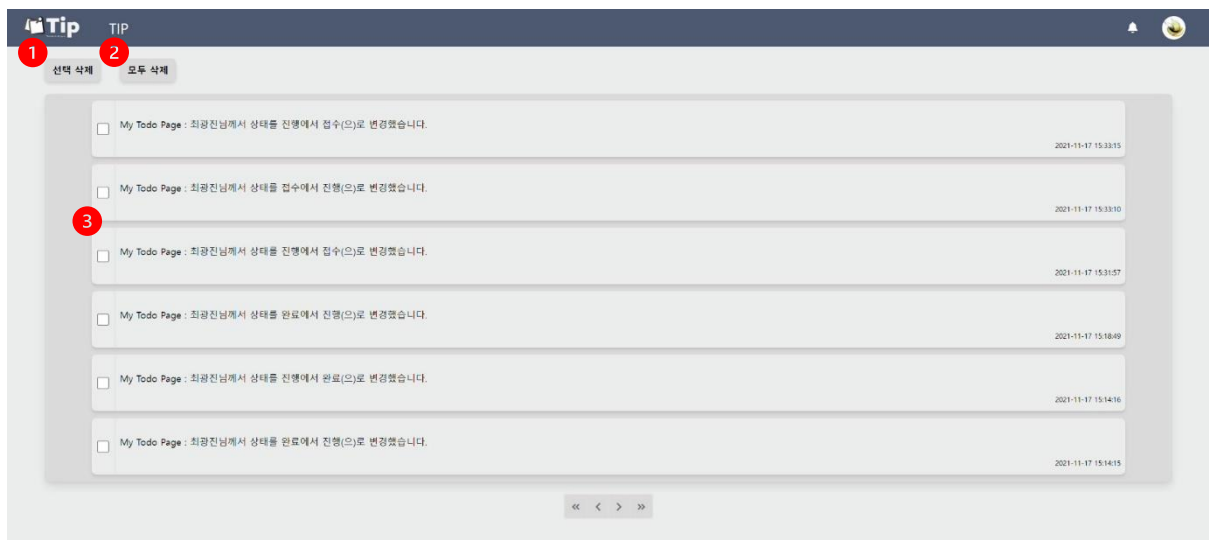 Tip TIP
1 2
선택 삭제 모두 삭제
My Todo Page : 최광진님께서 상태를 진행에서 접수(으)로 변경했습니다.
2021-11-17 15:33:15
My Todo Page : 최광진님께서 상태를 접수에서 진행(으)로 변경했습니다.
2021-11-17 15:33:10
3
My Todo Page : 최광진님께서 상태를 진행에서 접수(으)로 변경했습니다.
2021-11-17 15:31:57
My Todo Page : 최광진님께서 상태를 완료에서 진행(으)로 변경했습니다.
2021-11-17 15:18:49
My Todo Page : 최광진님께서 상태를 진행에서 완료(으)로 변경했습니다.
2021-11-17 15:14:16
My Todo Page : 최광진님께서 상태를 완료에서 진행(으)로 변경했습니다.
2021-11-17 15:14:15
« < > »